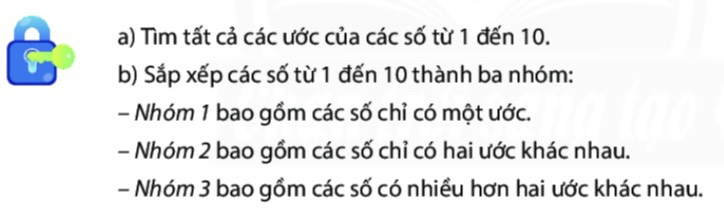 a) Tìm tất cả các ước của các số từ 1 đến 10.
b) Sắp xếp các số từ 1 đến 10 thành ba nhóm:
– Nhóm 1 bao gồm các số chỉ có một ước.
– Nhóm 2 bao gồm các số chỉ có hai ước khác nhau.
– Nhóm 3 bao gồm các số có nhiều hơn hai ước khác nhau.